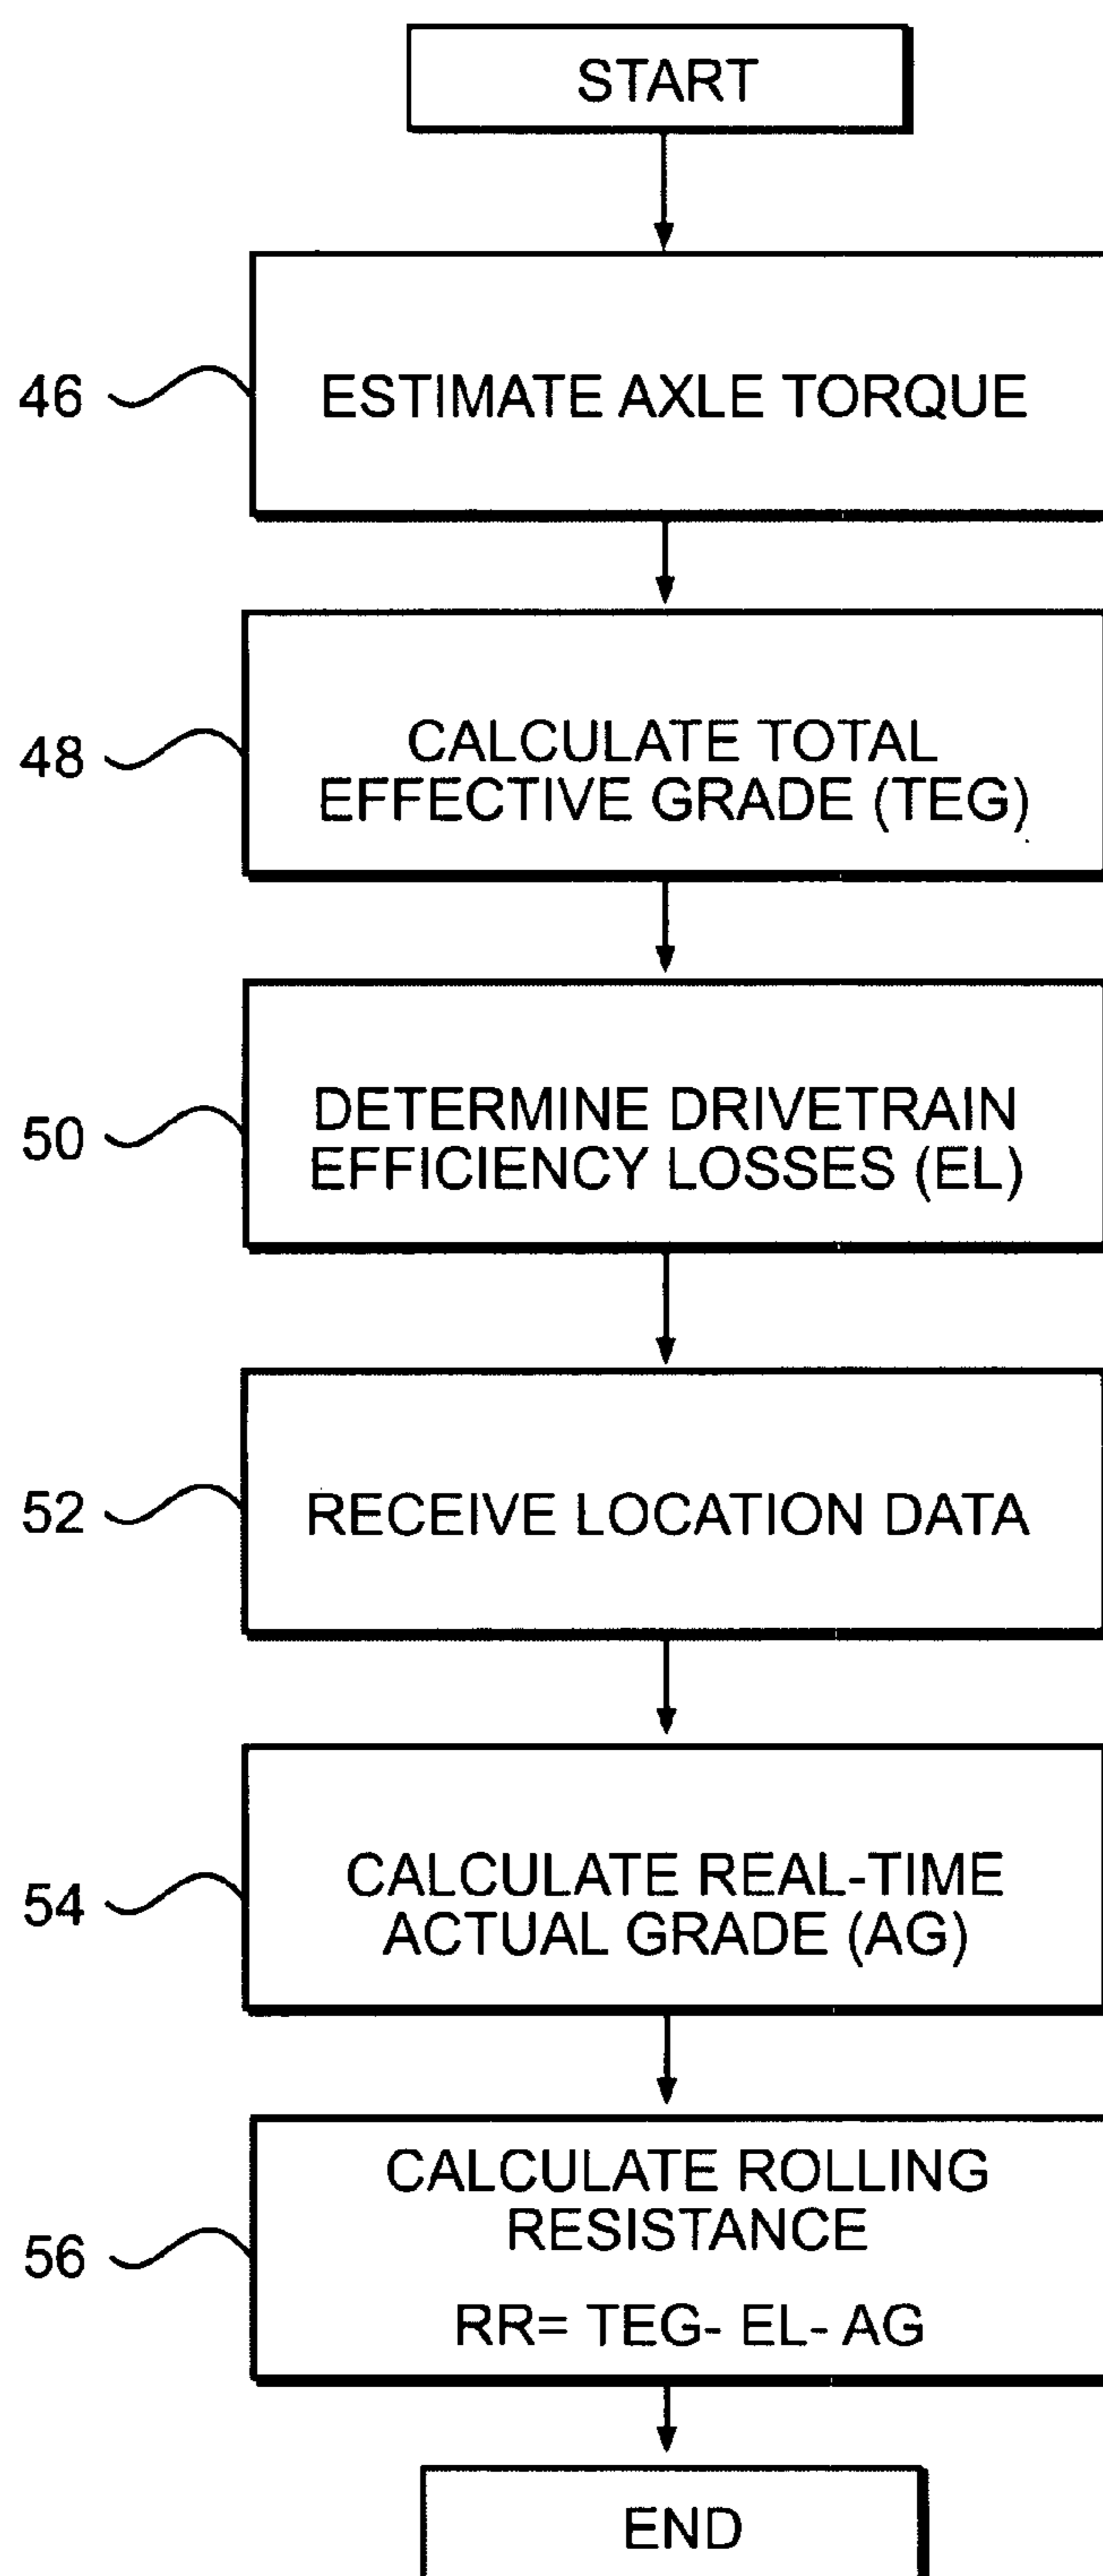 START
46
ESTIMATE AXLE TORQUE
48
CALCULATE TOTAL
EFFECTIVE GRADE (TEG)
50
DETERMINE DRIVETRAIN
EFFICIENCY LOSSES (EL)
52
RECEIVE LOCATION DATA
54
CALCULATE REAL-TIME
ACTUAL GRADE (AG)
56
CALCULATE ROLLING
RESISTANCE
RR= TEG- EL- AG
END